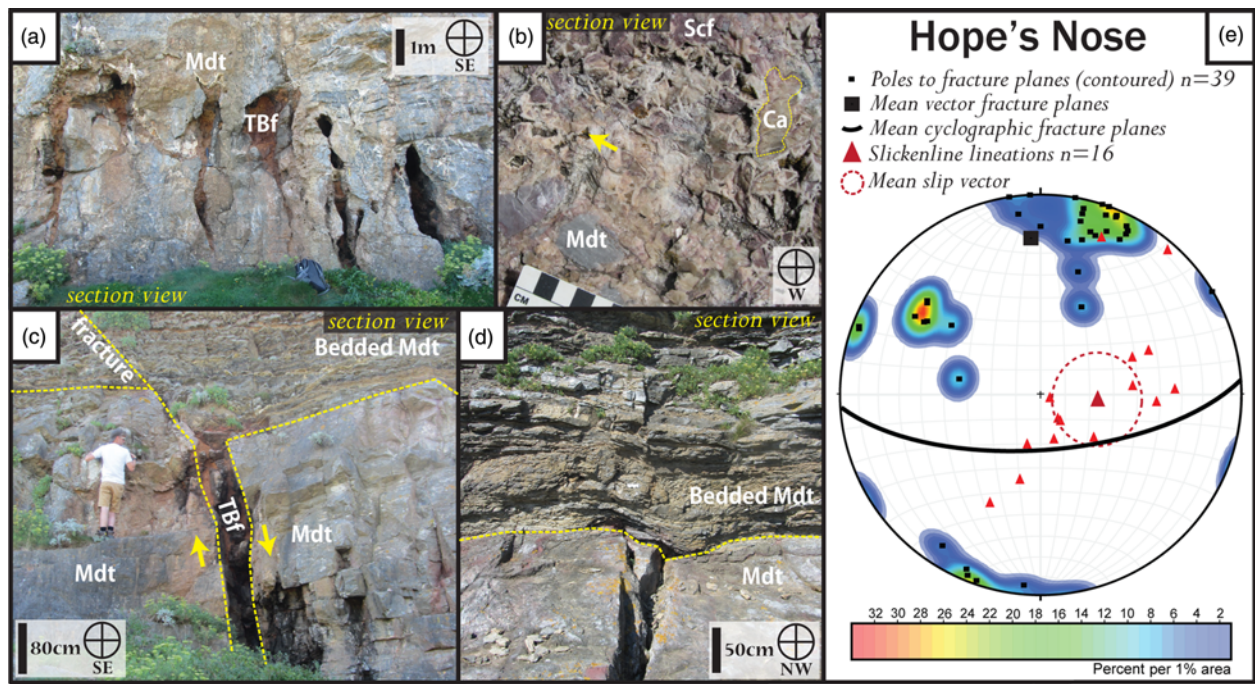 (a)
Mdt
1m
SE
TBf
section view
(b)
section view
Scf
Ca
Mdt
CM
W
(c)
section view
fracture
Bedded Mdt
TBf
Mdt
Mdt
80cm
SE
(d)
section view
Bedded Mdt
Mdt
50cm
NW
Hope's Nose
(e)
Poles to fracture planes (contoured) n=39
Mean vector fracture planes
Mean cyclographic fracture planes
Slickenline lineations n=16
Mean slip vector
32 30 28 26 24 22 20 18 16 14 12 10 8 6 4 2
Percent per 1% area